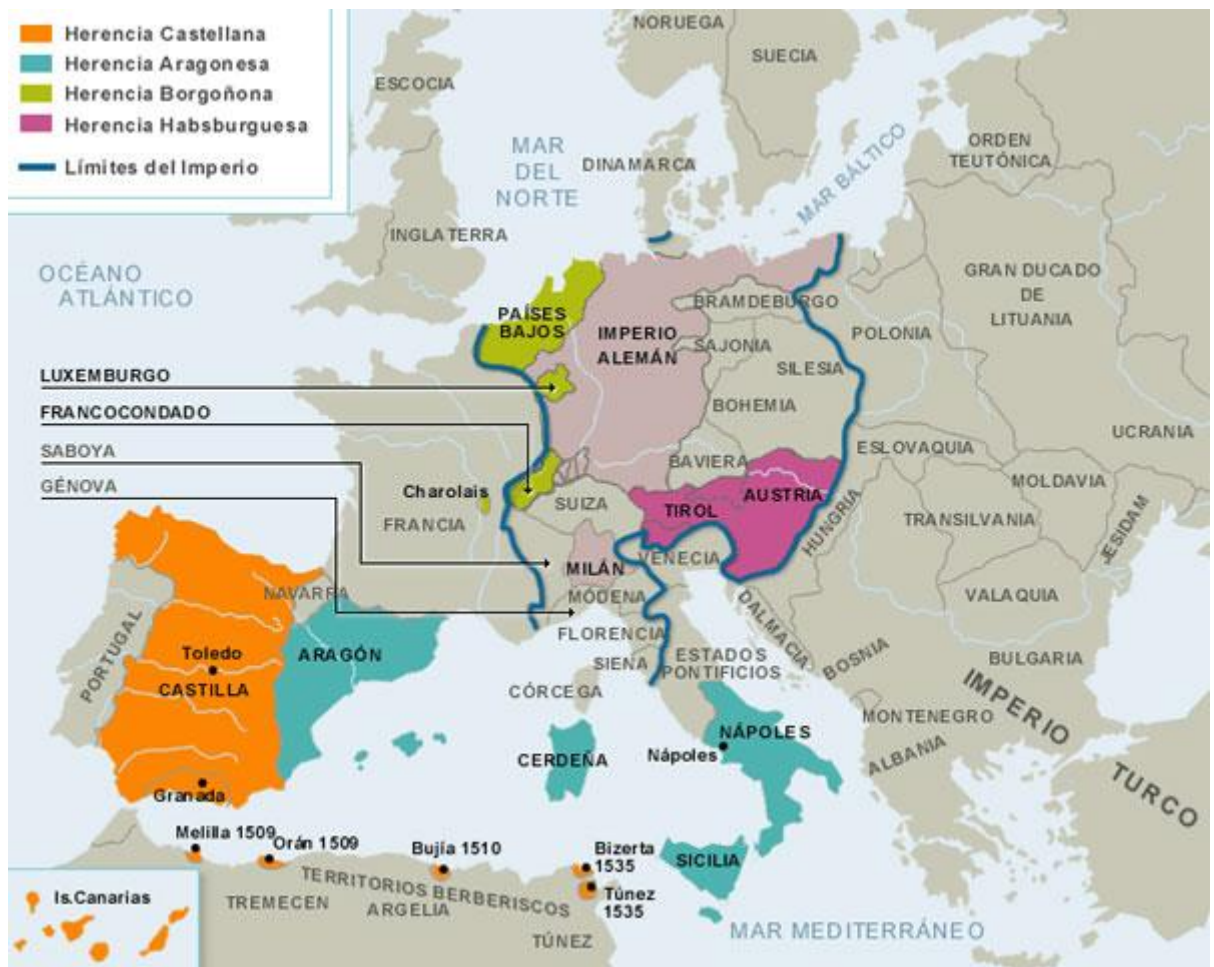 Herencia Castellana
Herencia Aragonesa
Herencia Borgoñona
Herencia Habsburguesa
Límites del Imperio
NORUEGA
SUECIA
ESCOCIA
MAR
DEL
NORTE
DINAMARCA
MAR BÁLTICO
ORDEN
TEUTÓNICA
INGLATERRA
OCÉANO
ATLÁNTICO
GRAN DUCADO
DE
LITUANIA
PAÍSES
BAJOS
IMPERIO
ALEMÁN
BRAMDEBURGO
POLONIA
SAJONIA
SILESIA
LUXEMBURGO
BOHEMIA
FRANCOCONDADO
UCRANIA
SABOYA
BAVIERA
ESLOVAQUIA
GÉNOVA
Charolais
SUIZA
AUSTRIA
TIROL
MOLDAVIA
FRANCIA
HUNGRÍA
TRANSILVANIA
JESIDAM
MILÁN
VENECIA
NAVARRA
MÓDENA
VALAQUIA
PORTUGAL
FLORENCIA
DALMACIA
Toledo
ARAGÓN
SIENA
ESTADOS
PONTIFICIOS
BOSNIA
BULGARIA
CASTILLA
CÓRCEGA
IMPERIO
TURCO
MONTENEGRO
NÁPOLES
Nápoles
ALBANIA
CERDEÑA
Granada
Melilla 1509
Orán 1509
Bujía 1510
Bizerta
1535
SICILIA
TERRITORIOS BERBERISCOS
Túnez
1535
Is.Canarias
TREMECEN
ARGELIA
TÚNEZ
MAR MEDITERRÁNEO